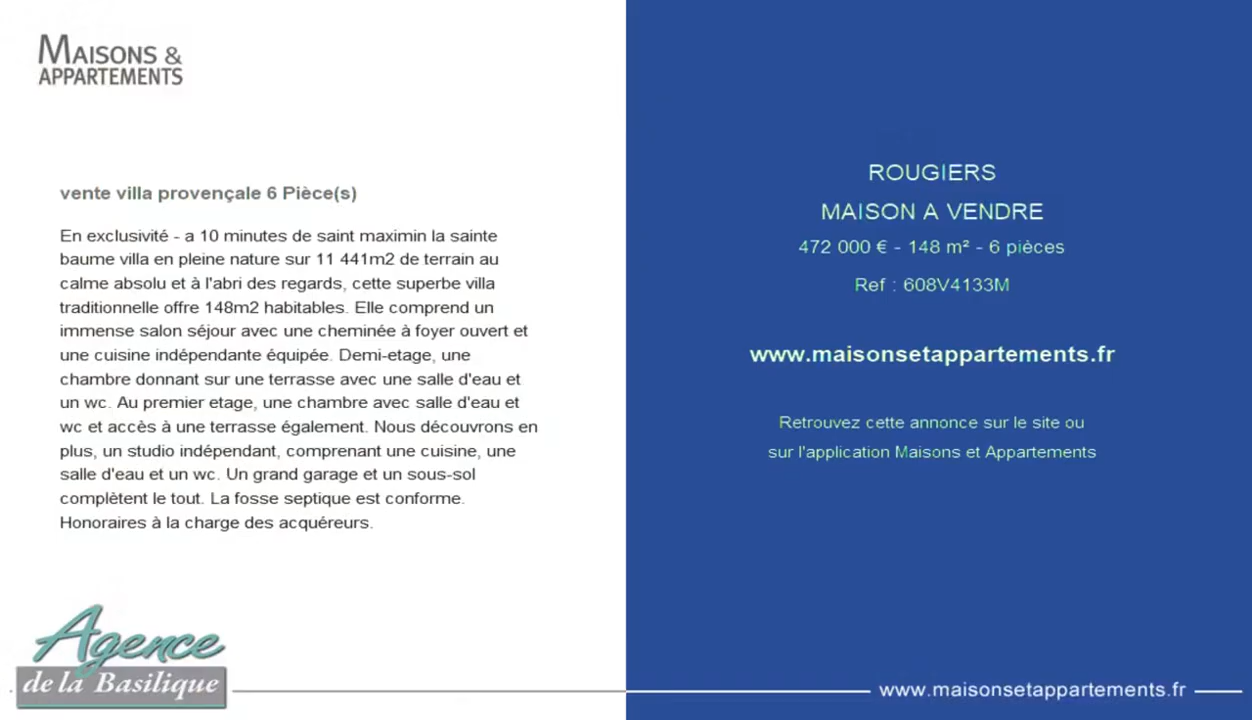 MAISONS &
APPARTEMENTS
vente villa provençale 6 Pièce(s)
En exclusivité - a 10 minutes de saint maximin la sainte
baume villa en pleine nature sur 11 441m2 de terrain au
calme absolu et à l'abri des regards, cette superbe villa
traditionnelle offre 148m2 habitables. Elle comprend un
immense salon séjour avec une cheminée à foyer ouvert et
une cuisine indépendante équipée. Demi-etage, une
chambre donnant sur une terrasse avec une salle d'eau et
un wc. Au premier etage, une chambre avec salle d'eau et
wc et accès à une terrasse également. Nous découvrons en
plus, un studio indépendant, comprenant une cuisine, une
salle d'eau et un wc. Un grand garage et un sous-sol
complètent le tout. La fosse septique est conforme.
Honoraires à la charge des acquéreurs.
Agence
de la Basilique
ROUGIERS
MAISON A VENDRE
472 000 € - 148 m² - 6 pièces
Ref : 608V4133M
www.maisonsetappartements.fr
Retrouvez cette annonce sur le site ou
sur l'application Maisons et Appartements
www.maisonsetappartements.fr